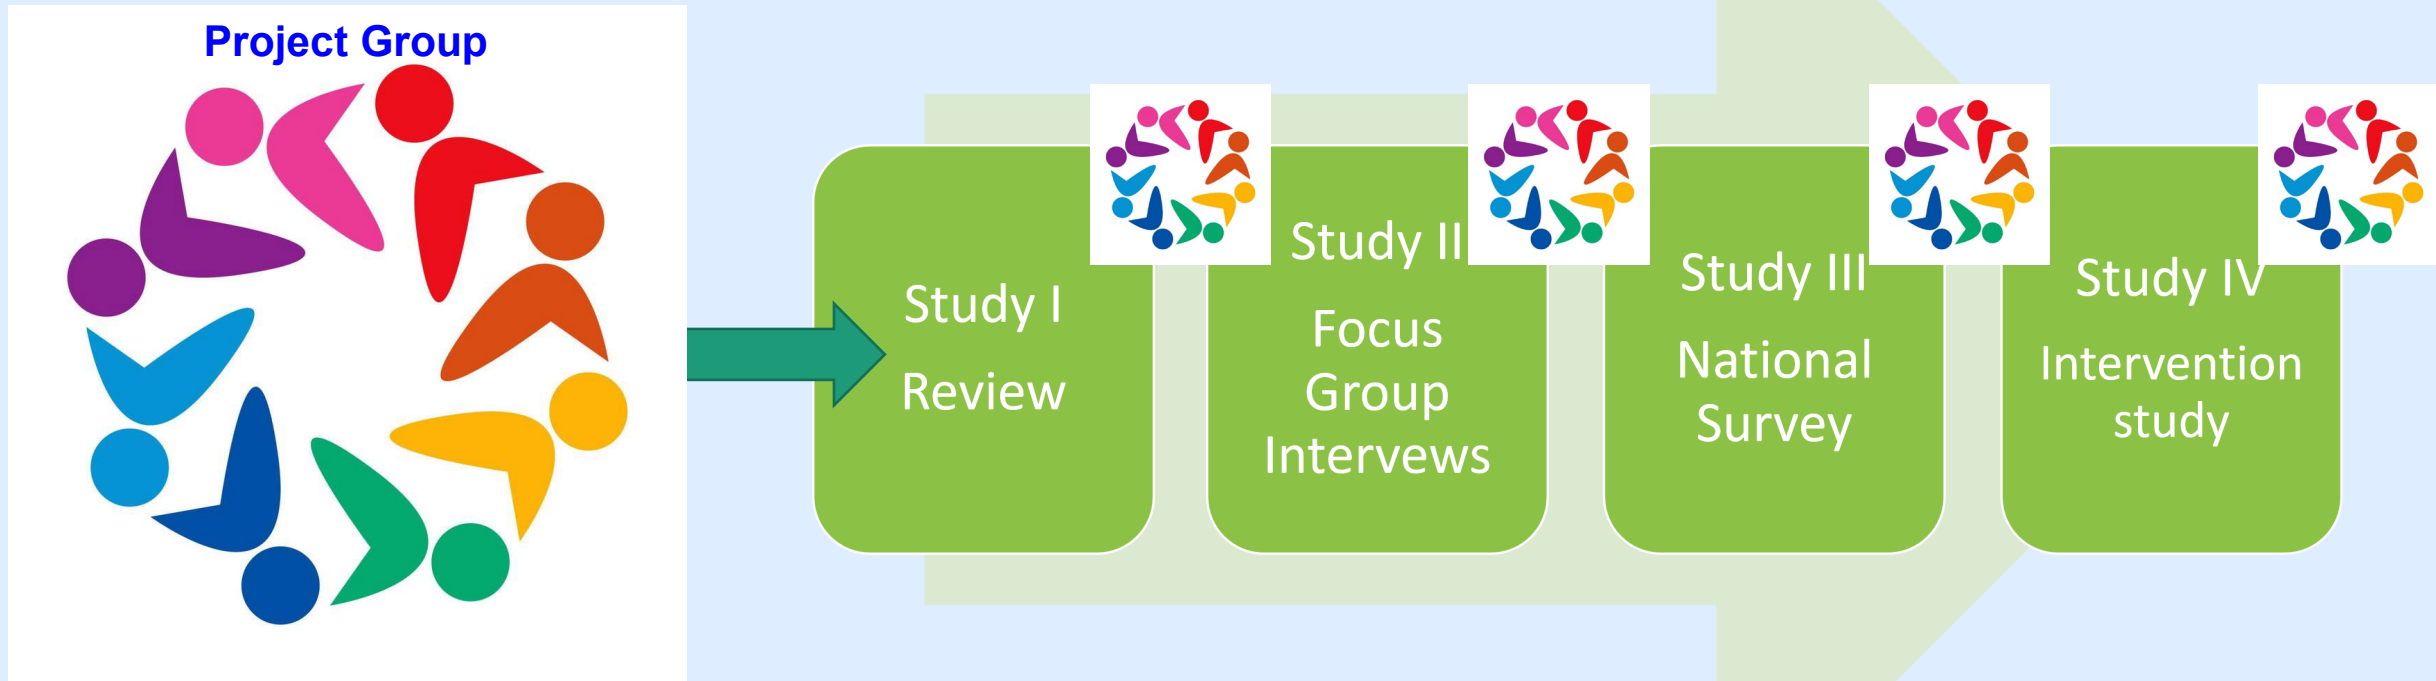 Project Group
Study I
Review
Study II
Focus
Group
Intervews
Study III
National
Survey
Study IV
Intervention
study